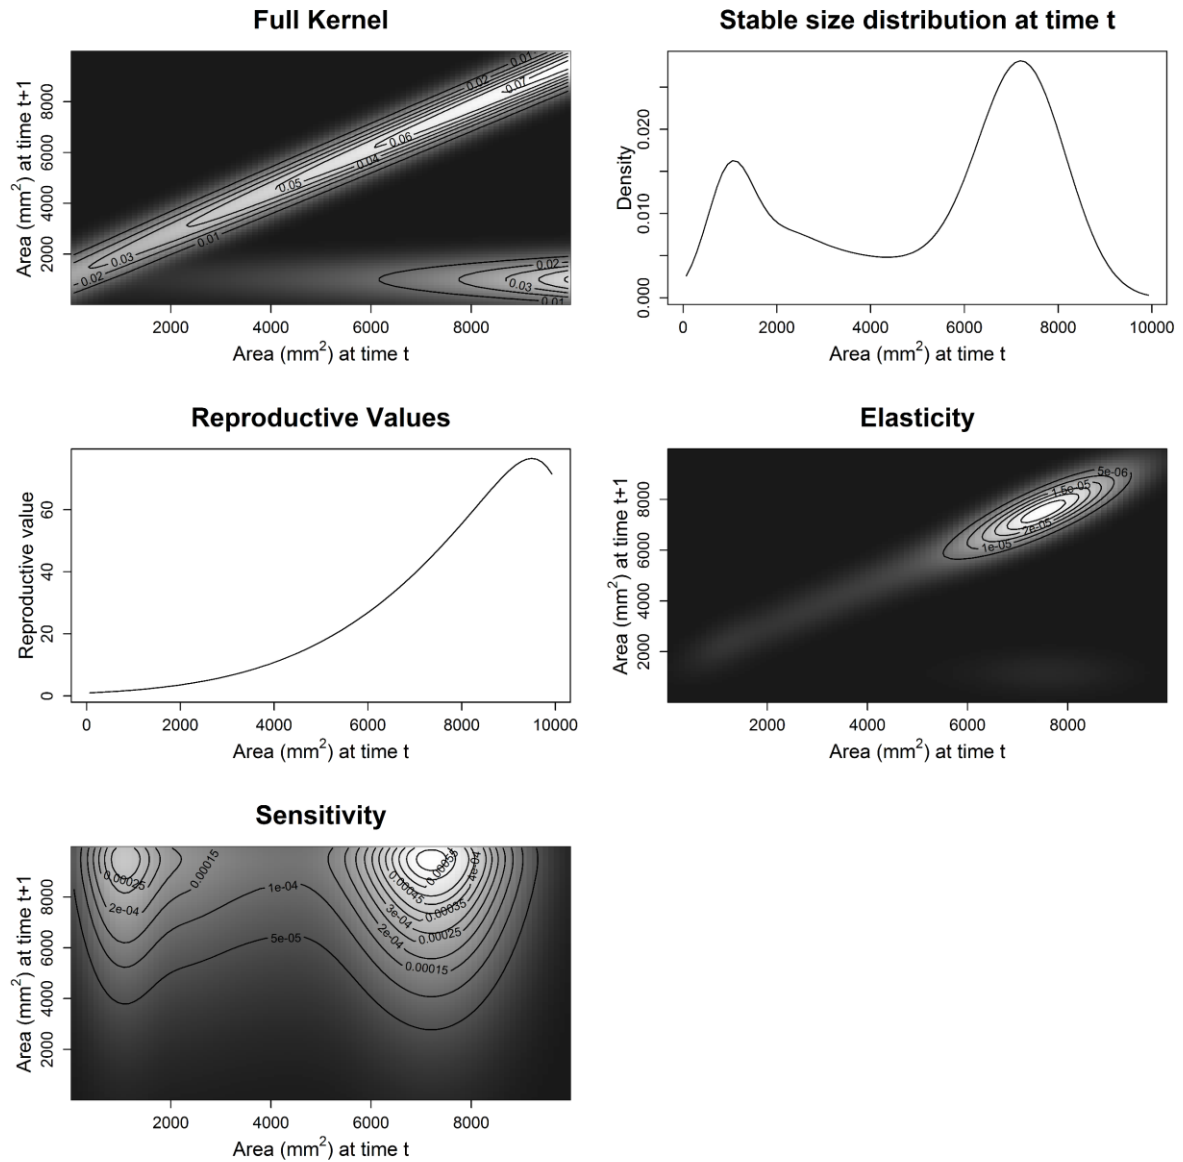 Full Kernel
Area (mm²) at time t+1
8000
6000
4000
2000
0.01
0.02
0.07
0.06
0.04
0.05
0.01
0.03
0.02
0.02
0.03
0.01
2000 4000 6000 8000
Area (mm²) at time t
Stable size distribution at time t
Density
0.020
0.010
0.000
0 2000 4000 6000 8000 10000
Area (mm²) at time t
Reproductive Values
Reproductive value
60
40
20
0
0 2000 4000 6000 8000 10000
Area (mm²) at time t
Elasticity
Area (mm²) at time t+1
8000
6000
4000
2000
5e-06
1.5e-05
2e-05
1e-05
2000 4000 6000 8000
Area (mm²) at time t
Sensitivity
Area (mm²) at time t+1
8000
6000
4000
2000
0.00025
0.00015
2e-04
1e-04
5e-05
0.00055
4e-04
0.00045
0.00035
3e-04
0.00025
2e-04
0.00015
2000 4000 6000 8000
Area (mm²) at time t